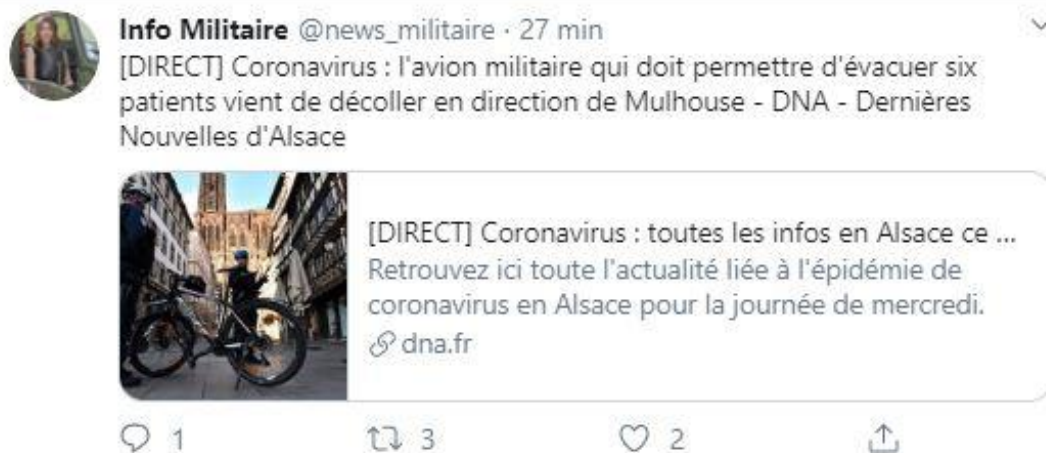 Info Militaire @news_militaire · 27 min
[DIRECT] Coronavirus : l'avion militaire qui doit permettre d'évacuer six
patients vient de décoller en direction de Mulhouse - DNA - Dernières
Nouvelles d'Alsace
[DIRECT] Coronavirus : toutes les infos en Alsace ce ...
Retrouvez ici toute l'actualité liée à l'épidémie de
coronavirus en Alsace pour la journée de mercredi.
dna.fr
1 3 2